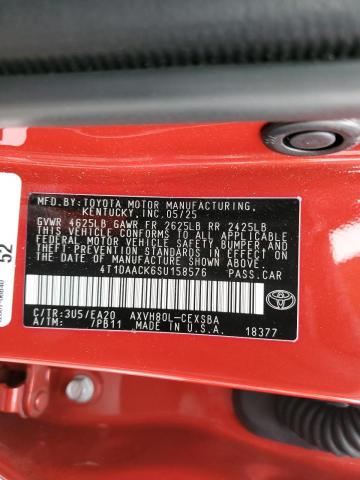 MFD.BY:TOYOTA MOTOR MANUFACTURING,
KENTUCKY,INC.05/25
GVWR 4625LB GAWR FR 2625LB RR 2425LB
THIS VEHICLE CONFORMS TO ALL APPLICABLE
FEDERAL MOTOR VEHICLE SAFETY, BUMPER, AND
THEFT PREVENTION STANDARDS IN EFFECT ON
THE DATE OF MANUFACTURE SHOWN ABOVE.
4T1DAACK6SU158576 PASS.CAR
C/TR:3U5/EA20 AXVH80L-CEXSBA
A/TM: /PB11 MADE IN U.S.A.
18377
52